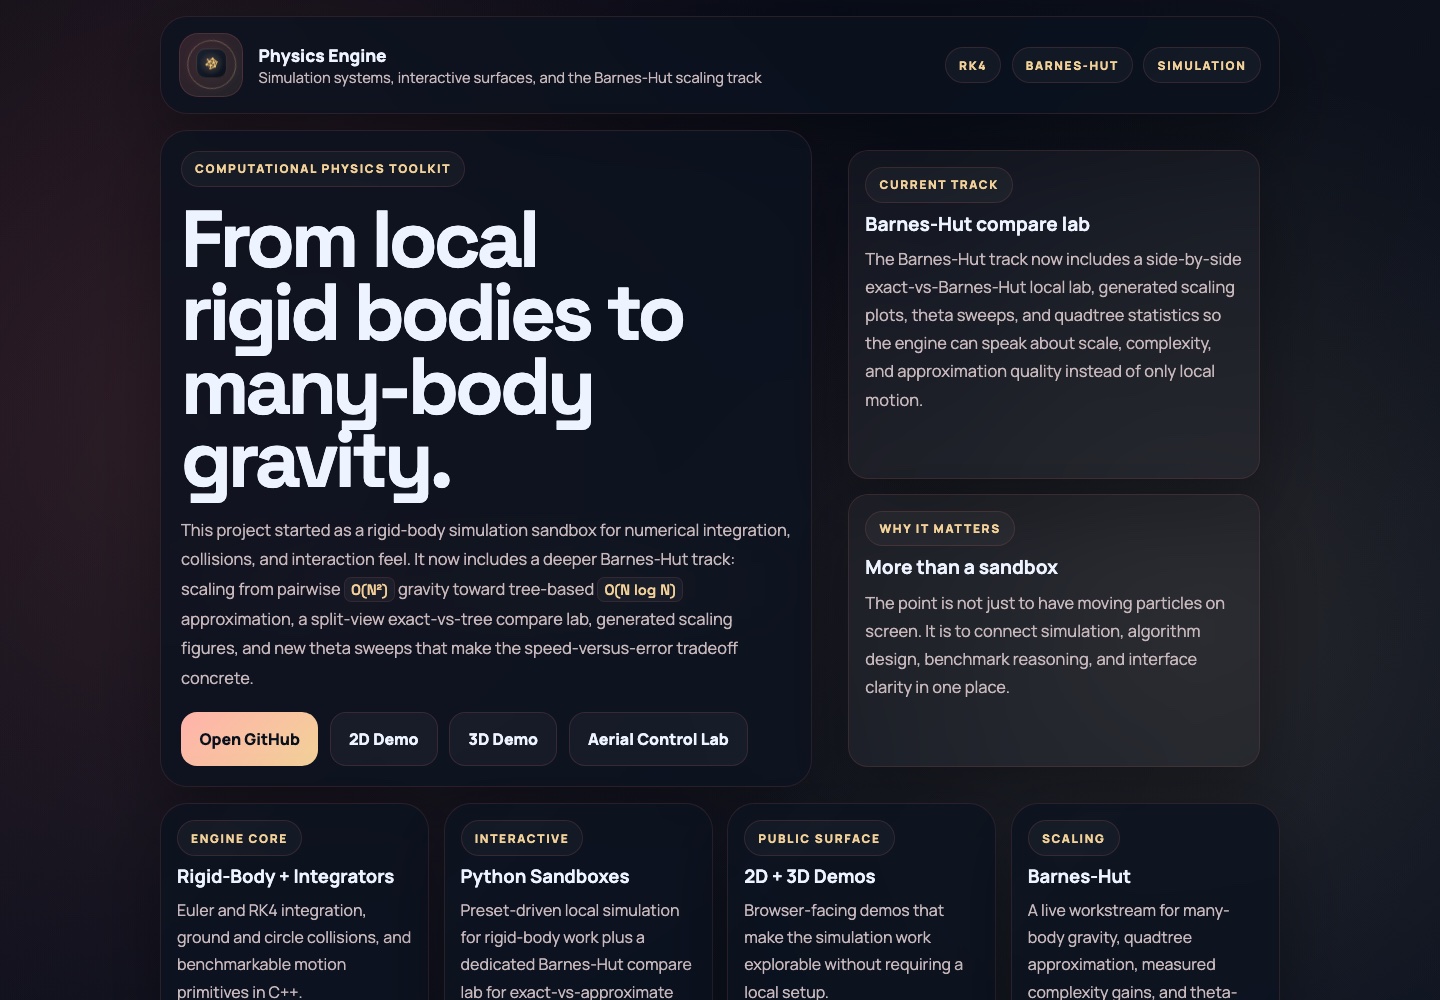 Physics Engine
Simulation systems, interactive surfaces, and the Barnes-Hut scaling track
RK4
BARNES-HUT
SIMULATION
COMPUTATIONAL PHYSICS TOOLKIT
From local
rigid bodies to
many-body
gravity.
This project started as a rigid-body simulation sandbox for numerical integration,
collisions, and interaction feel. It now includes a deeper Barnes-Hut track:
scaling from pairwise O(N²) gravity toward tree-based O(N log N)
approximation, a split-view exact-vs-tree compare lab, generated scaling
figures, and new theta sweeps that make the speed-versus-error tradeoff
concrete.
Open GitHub
2D Demo
3D Demo
Aerial Control Lab
CURRENT TRACK
Barnes-Hut compare lab
The Barnes-Hut track now includes a side-by-side
exact-vs-Barnes-Hut local lab, generated scaling
plots, theta sweeps, and quadtree statistics so
the engine can speak about scale, complexity,
and approximation quality instead of only local
motion.
WHY IT MATTERS
More than a sandbox
The point is not just to have moving particles on
screen. It is to connect simulation, algorithm
design, benchmark reasoning, and interface
clarity in one place.
ENGINE CORE
Rigid-Body + Integrators
Euler and RK4 integration,
ground and circle collisions, and
benchmarkable motion
primitives in C++.
INTERACTIVE
Python Sandboxes
Preset-driven local simulation
for rigid-body work plus a
dedicated Barnes-Hut compare
lab for exact-vs-approximate
PUBLIC SURFACE
2D + 3D Demos
Browser-facing demos that
make the simulation work
explorable without requiring a
local setup.
SCALING
Barnes-Hut
A live workstream for many-
body gravity, quadtree
approximation, measured
complexity gains, and theta-